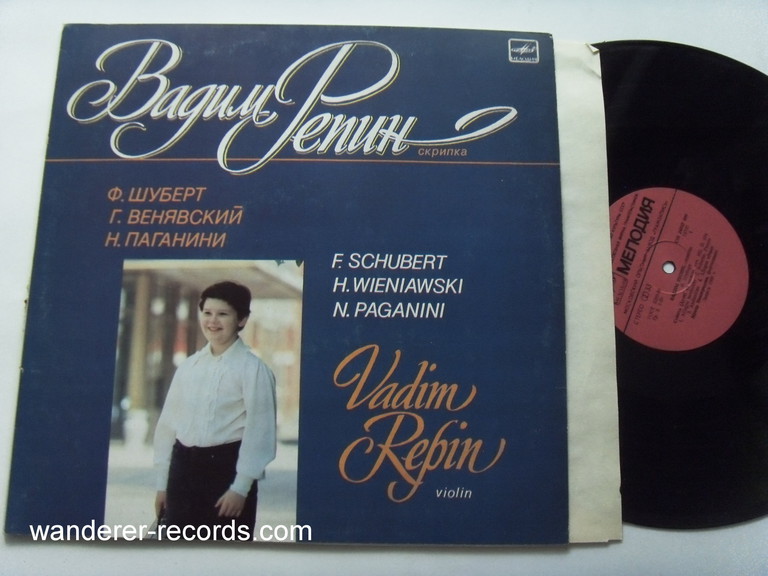 Вадим Репин
скрипка
Ф. ШУБЕРТ
Г. ВЕНЯВСКИЙ
Н. ПАГАНИНИ
F. SCHUBERT
H. WIENIAWSKI
N. PAGANINI
Vadim
Repin
violin
МЕЛОДИЯ
wanderer-records.com